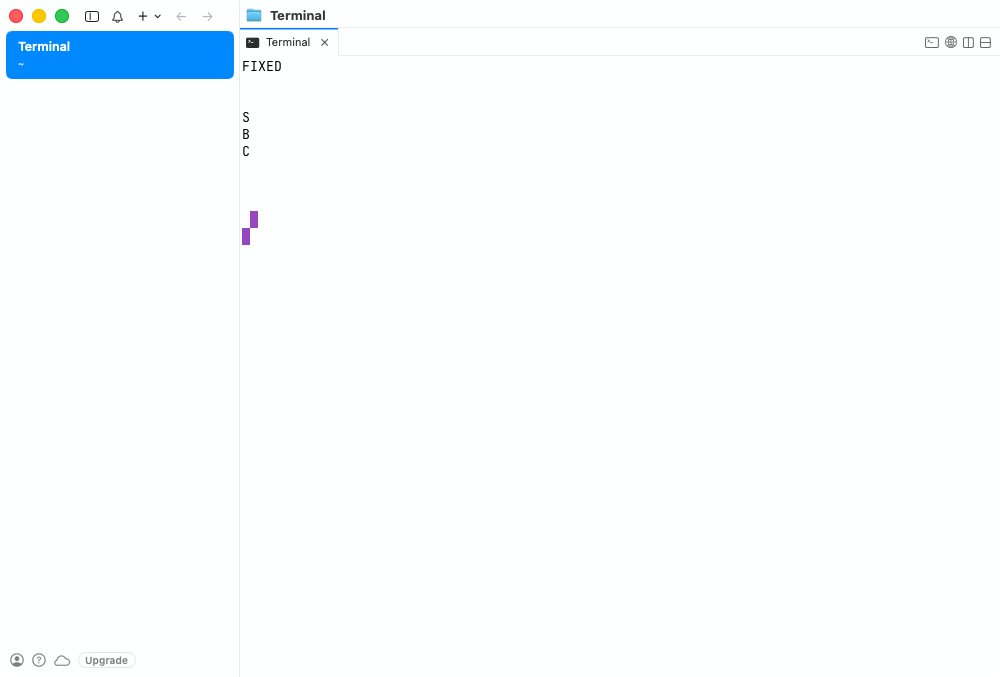 Terminal
Terminal
~
Terminal
FIXED
S
B
C
Upgrade